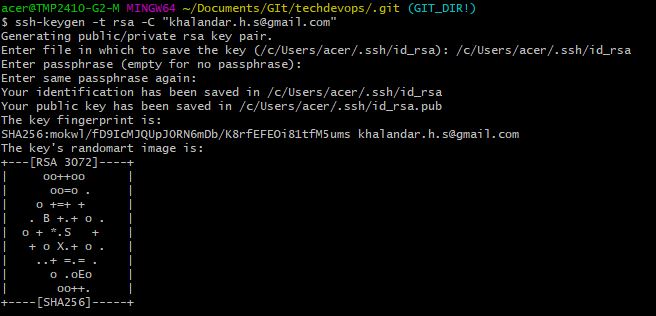 acer@TMP2410-G2-M MINGW64 ~/Documents/GIt/techdevops/.git (GIT_DIR!)
$ ssh-keygen -t rsa -C "khalandar.h.s@gmail.com"
Generating public/private rsa key pair.
Enter file in which to save the key (/c/Users/acer/.ssh/id_rsa): /c/Users/acer/.ssh/id_rsa
Enter passphrase (empty for no passphrase):
Enter same passphrase again:
Your identification has been saved in /c/Users/acer/.ssh/id_rsa
Your public key has been saved in /c/Users/acer/.ssh/id_rsa.pub
The key fingerprint is:
SHA256:mokwl/fD9IcMJQUpJORN6mDb/K8rfEFEOi81tfM5ums khalandar.h.s@gmail.com
The key's randomart image is:
+---[RSA 3072]----+
|      oo++oo     |
|       oo=o .    |
|     o +=+ +     |
|    . B +.+ o .  |
|   o + *.S   +   |
|    + o X.+ o .  |
|     ..+ =.= .   |
|       o .oEo    |
|        oo++.    |
+----[SHA256]-----+